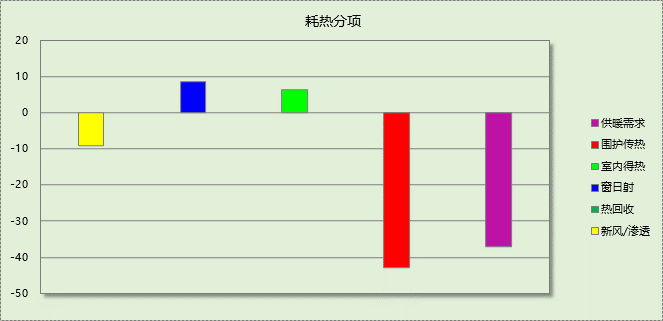 耗热分项
20
10
0
-10
-20
-30
-40
-50
供暖需求
围护传热
室内得热
窗日射
热回收
新风/渗透